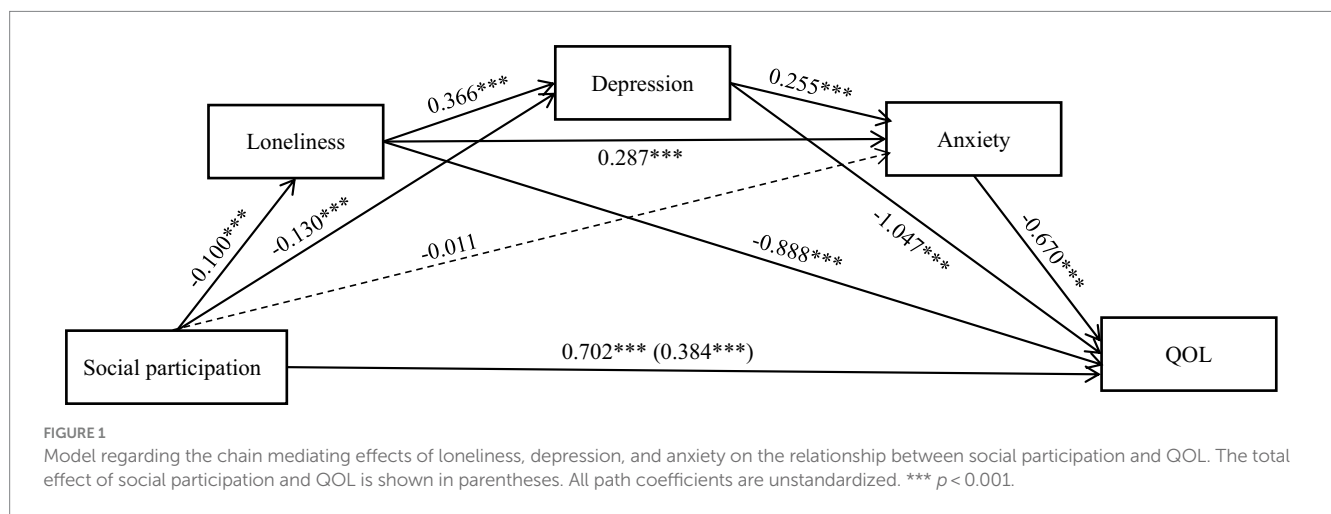 Depression
0.366***
0.255***
Loneliness
Anxiety
0.287***
-0.100***
-0.130***
-0.011
-0.888***
-1.047***
-0.670***
Social participation
0.702*** (0.384***)
QOL
FIGURE 1
Model regarding the chain mediating effects of loneliness, depression, and anxiety on the relationship between social participation and QOL. The total
effect of social participation and QOL is shown in parentheses. All path coefficients are unstandardized. *** p < 0.001.